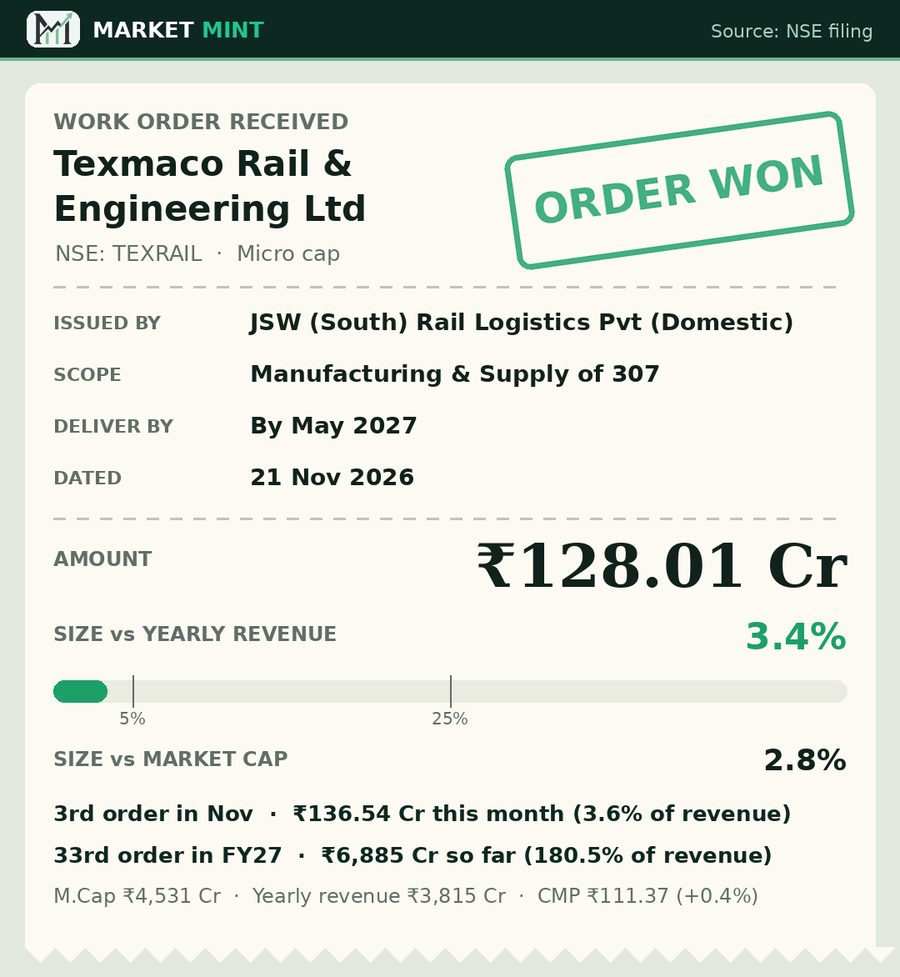 MARKET MINT
Source: NSE filing
WORK ORDER RECEIVED
Texmaco Rail &
Engineering Ltd
ORDER WON
NSE: TEXRAIL · Micro cap
ISSUED BY JSW (South) Rail Logistics Pvt (Domestic)
SCOPE Manufacturing & Supply of 307
DELIVER BY By May 2027
DATED 21 Nov 2026
AMOUNT ₹128.01 Cr
SIZE vs YEARLY REVENUE 3.4%
5% 25%
SIZE vs MARKET CAP 2.8%
3rd order in Nov · ₹136.54 Cr this month (3.6% of revenue)
33rd order in FY27 · ₹6,885 Cr so far (180.5% of revenue)
M.Cap ₹4,531 Cr · Yearly revenue ₹3,815 Cr · CMP ₹111.37 (+0.4%)